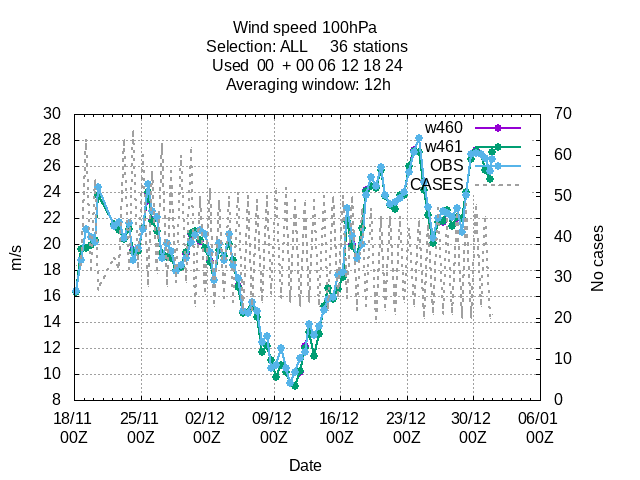 Wind speed 100hPa
Selection: ALL 36 stations
Used 00 + 00 06 12 18 24
Averaging window: 12h
30 70
28 w460
60
26 w461
OBS
24 CASES
50
22
20 40
18 30
16
14 20
12
10 10
8 0
m/s
No cases
18/11 25/11 02/12 09/12 16/12 23/12 30/12 06/01
00Z 00Z 00Z 00Z 00Z 00Z 00Z 00Z
Date